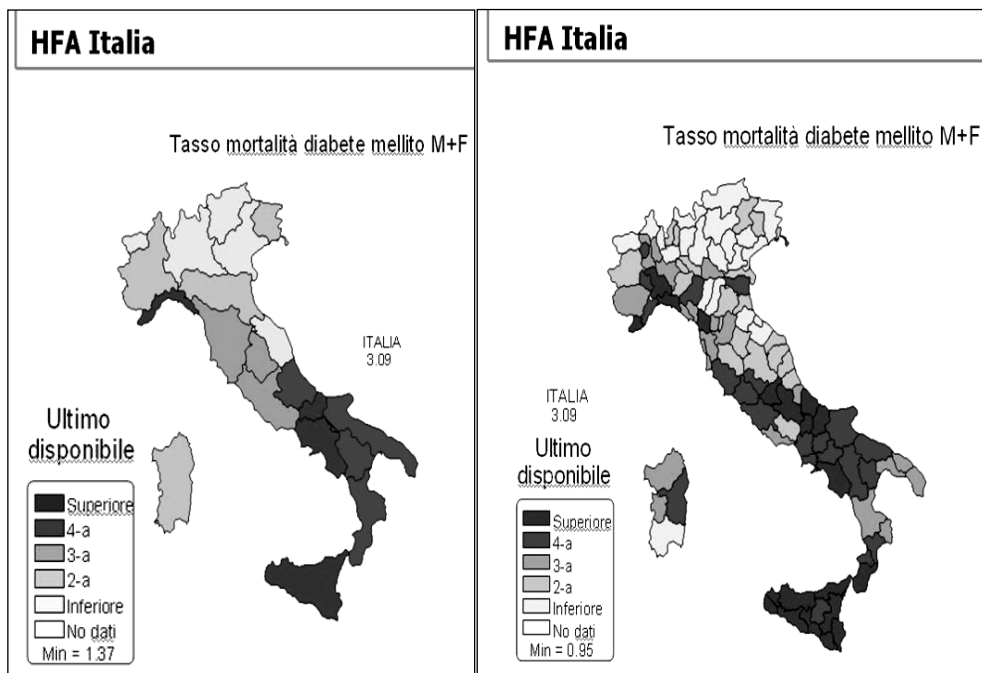 HFA Italia
Tasso mortalità diabete mellito M+F
ITALIA
3.09
Ultimo
disponibile
Superiore
4-a
3-a
2-a
Inferiore
No dati
Min = 1.37
HFA Italia
Tasso mortalità diabete mellito M+F
ITALIA
3.09
Ultimo
disponibile
Superiore
4-a
3-a
2-a
Inferiore
No dati
Min = 0.95